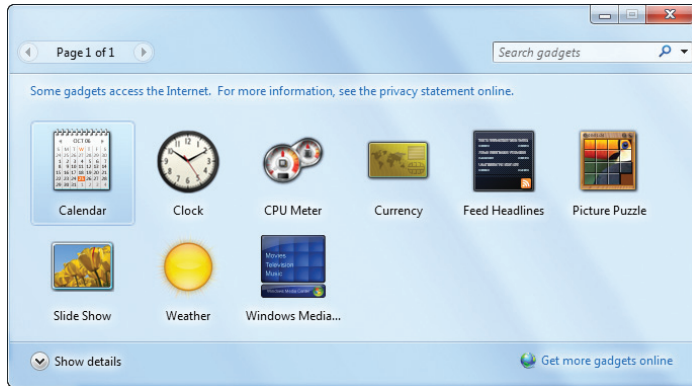 Page 1 of 1
Search gadgets
Some gadgets access the Internet. For more information, see the privacy statement online.
OCT 06
Calendar
Clock
CPU Meter
Currency
Feed Headlines
Picture Puzzle
Movies
Television
Music
Slide Show
Weather
Windows Media...
Show details
Get more gadgets online